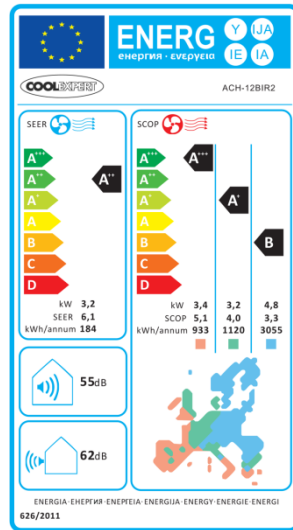 ENERG Y IJA
енергия · ενεργεια IE IA
COOLEXPERT ACH-12BIR2
SEER SCOP
A+++ A+++ A+++
A++ A++ A++
A+ A+ A+
A A
B B B
C C
D D
kW 3,2 kW 3,4 3,2 4,8
SEER 6,1 SCOP 5,1 4,0 3,3
kWh/annum 184 kWh/annum 933 1120 3055
55dB
62dB
ENERGIA·ЕНЕРГИЯ·ΕΝΕΡΓΕΙΑ·ENERGIJA·ENERGY·ENERGIE·ENERGI
626/2011